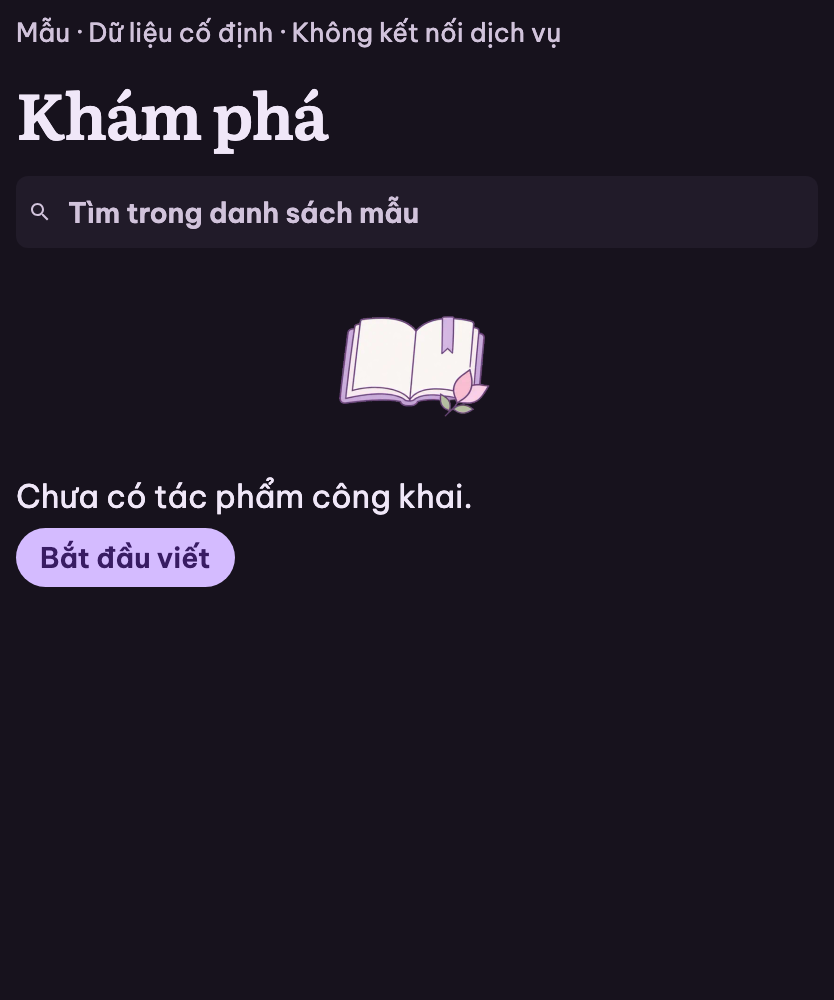 Mẫu · Dữ liệu cố định · Không kết nối dịch vụ
Khám phá
Tìm trong danh sách mẫu
Chưa có tác phẩm công khai.
Bắt đầu viết